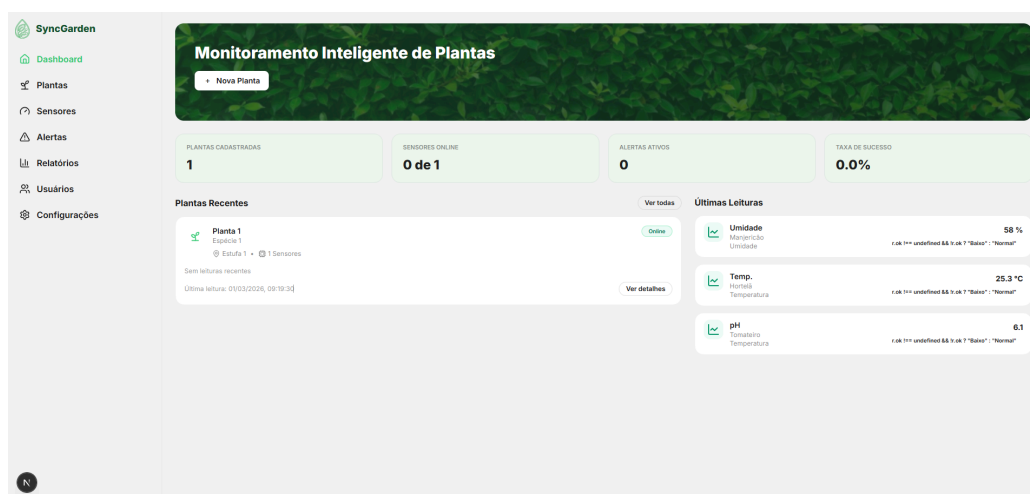 SyncGarden
Dashboard
Plantas
Sensores
Alertas
Relatórios
Usuários
Configurações
N
Monitoramento Inteligente de Plantas
+ Nova Planta
PLANTAS CADASTRADAS
1
SENSORES ONLINE
0 de 1
ALERTAS ATIVOS
0
TAXA DE SUCESSO
0.0%
Plantas Recentes
Ver todas
Planta 1
Online
Espécie 1
Estufa 1 • 1 Sensores
Sem leituras recentes
Última leitura: 01/03/2026, 09:19:30
Ver detalhes
Últimas Leituras
Umidade
58 %
Manjericão
Umidade
r.ok !== undefined && !r.ok ? "Baixo" : "Normal"
Temp.
25.3 °C
Hortelã
Temperatura
r.ok !== undefined && !r.ok ? "Baixo" : "Normal"
pH
6.1
Tomateiro
Temperatura
r.ok !== undefined && !r.ok ? "Baixo" : "Normal"